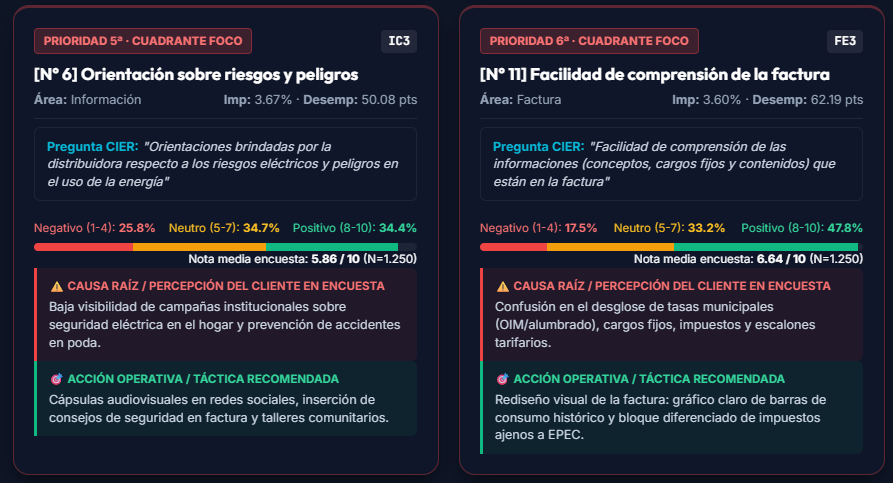 PRIORIDAD 5ª · CUADRANTE FOCO
IC3
[N° 6] Orientación sobre riesgos y peligros
Área: Información
Imp: 3.67% · Desemp: 50.08 pts
Pregunta CIER: "Orientaciones brindadas por la
distribuidora respecto a los riesgos eléctricos y peligros en
el uso de la energía"
Negativo (1-4): 25.8%
Neutro (5-7): 34.7%
Positivo (8-10): 34.4%
Nota media encuesta: 5.86 / 10 (N=1.250)
⚠️ CAUSA RAÍZ / PERCEPCIÓN DEL CLIENTE EN ENCUESTA
Baja visibilidad de campañas institucionales sobre
seguridad eléctrica en el hogar y prevención de accidentes
en poda.
🎯 ACCIÓN OPERATIVA / TÁCTICA RECOMENDADA
Cápsulas audiovisuales en redes sociales, inserción de
consejos de seguridad en factura y talleres comunitarios.
PRIORIDAD 6ª · CUADRANTE FOCO
FE3
[N° 11] Facilidad de comprensión de la factura
Área: Factura
Imp: 3.60% · Desemp: 62.19 pts
Pregunta CIER: "Facilidad de comprensión de las
informaciones (conceptos, cargos fijos y contenidos) que
están en la factura"
Negativo (1-4): 17.5%
Neutro (5-7): 33.2%
Positivo (8-10): 47.8%
Nota media encuesta: 6.64 / 10 (N=1.250)
⚠️ CAUSA RAÍZ / PERCEPCIÓN DEL CLIENTE EN ENCUESTA
Confusión en el desglose de tasas municipales
(OIM/alumbrado), cargos fijos, impuestos y escalones
tarifarios.
🎯 ACCIÓN OPERATIVA / TÁCTICA RECOMENDADA
Rediseño visual de la factura: gráfico claro de barras de
consumo histórico y bloque diferenciado de impuestos
ajenos a EPEC.